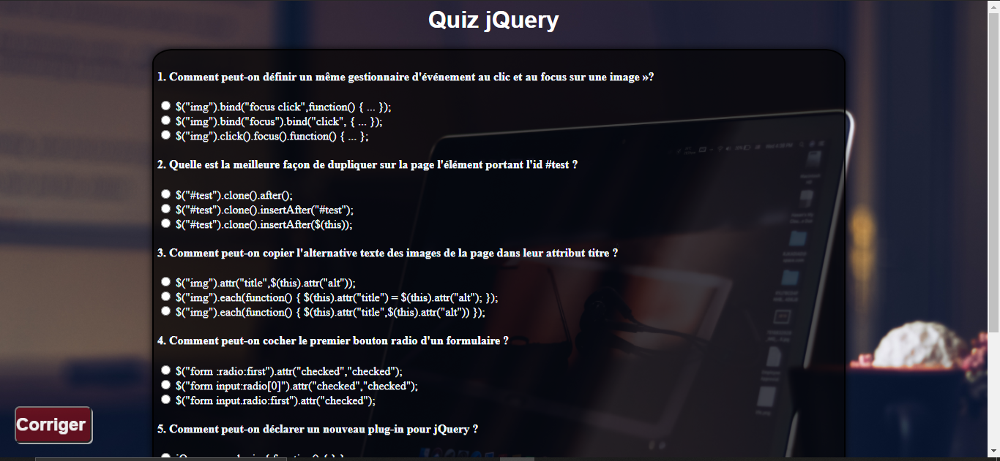 Quiz jQuery
1. Comment peut-on définir un même gestionnaire d'événement au clic et au focus sur une image »?
$("img").bind("focus click",function() { ... });
$("img").bind("focus").bind("click", { ... });
$("img").click().focus().function() { ... };
2. Quelle est la meilleure façon de dupliquer sur la page l'élément portant l'id #test ?
$("#test").clone().after();
$("#test").clone().insertAfter("#test");
$("#test").clone().insertAfter($(this));
3. Comment peut-on copier l'alternative texte des images de la page dans leur attribut titre ?
$("img").attr("title",$(this).attr("alt"));
$("img").each(function() { $(this).attr("title") = $(this).attr("alt"); });
$("img").each(function() { $(this).attr("title",$(this).attr("alt")) });
4. Comment peut-on cocher le premier bouton radio d'un formulaire ?
$("form :radio:first").attr("checked","checked");
$("form input:radio[0]").attr("checked","checked");
$("form input.radio:first").attr("checked");
Corriger
5. Comment peut-on déclarer un nouveau plug-in pour jQuery ?